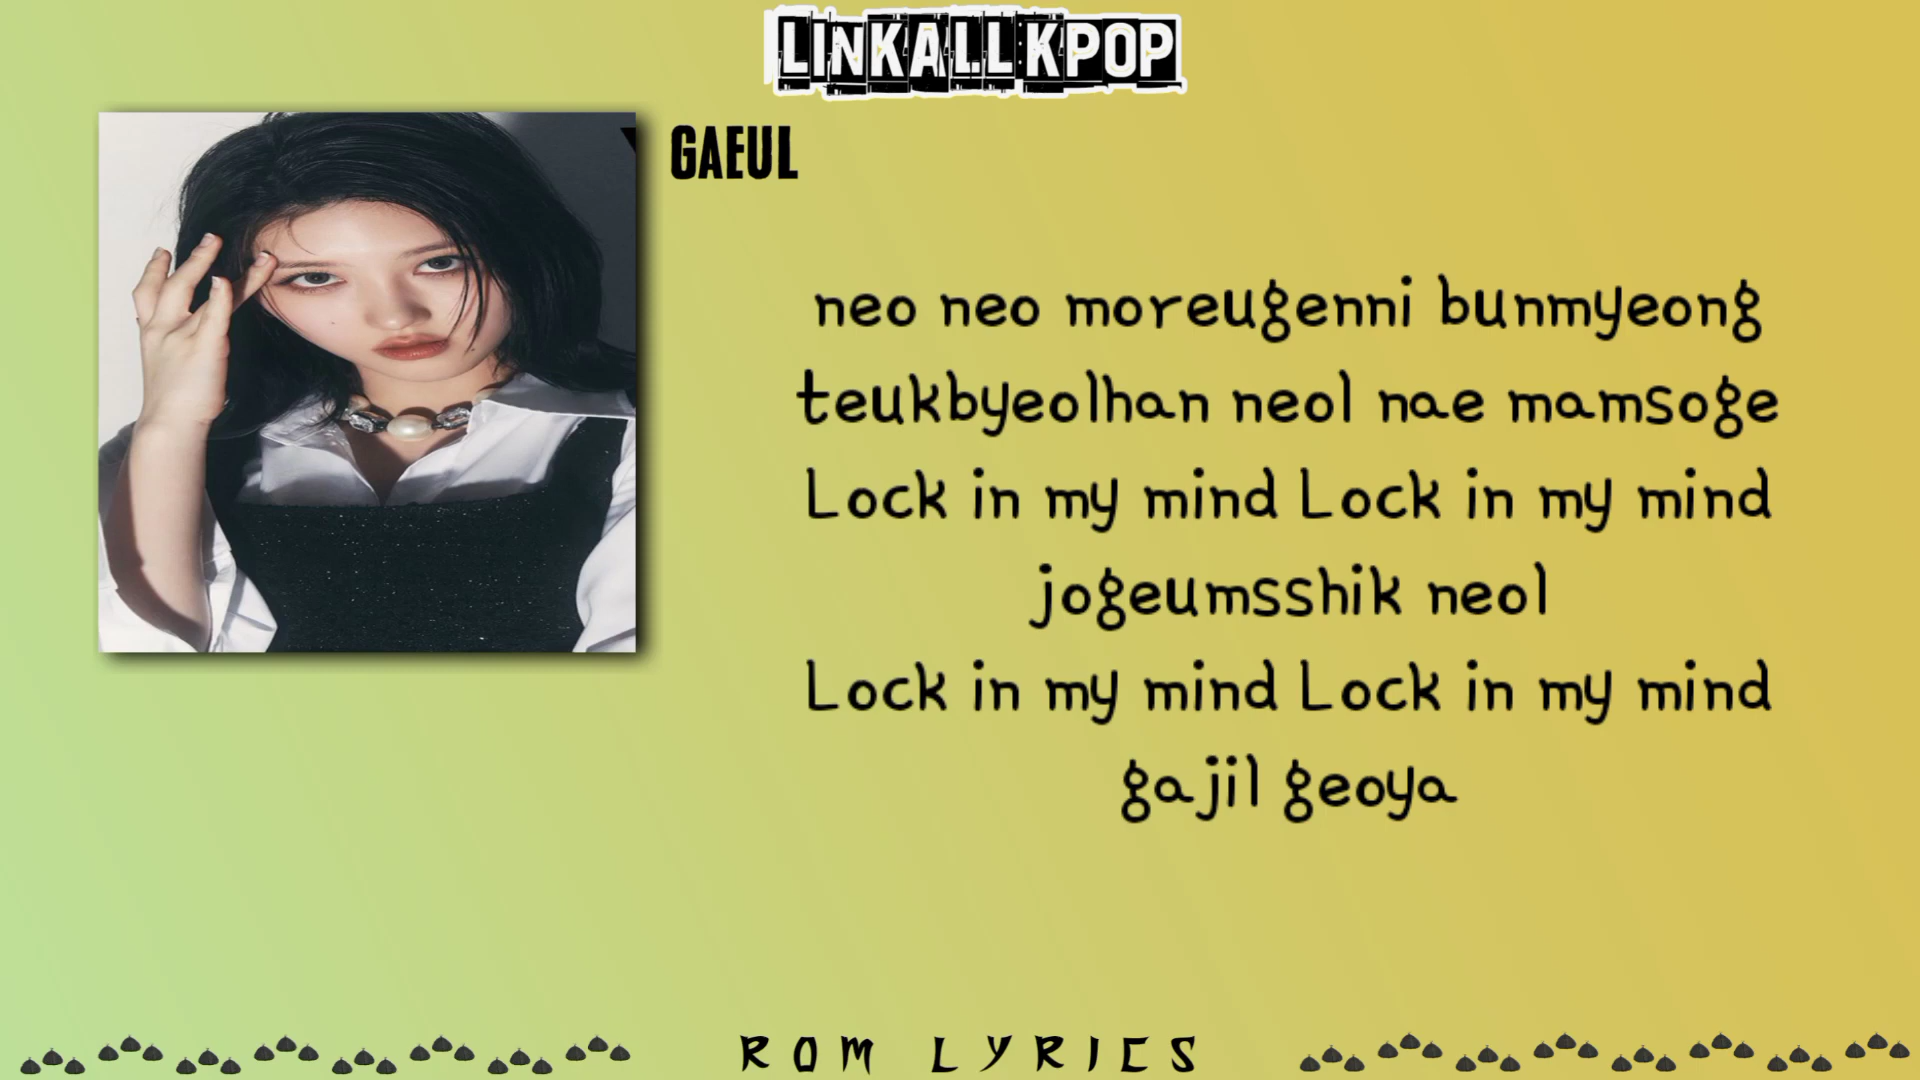 LINKALLKPOP
GAEUL
neo neo moreugenni bunmyeong
teukbyeolhan neol nae mamsoge
Lock in my mind Lock in my mind
jogeumsshik neol
Lock in my mind Lock in my mind
gajil geoya
ROM LYRICS